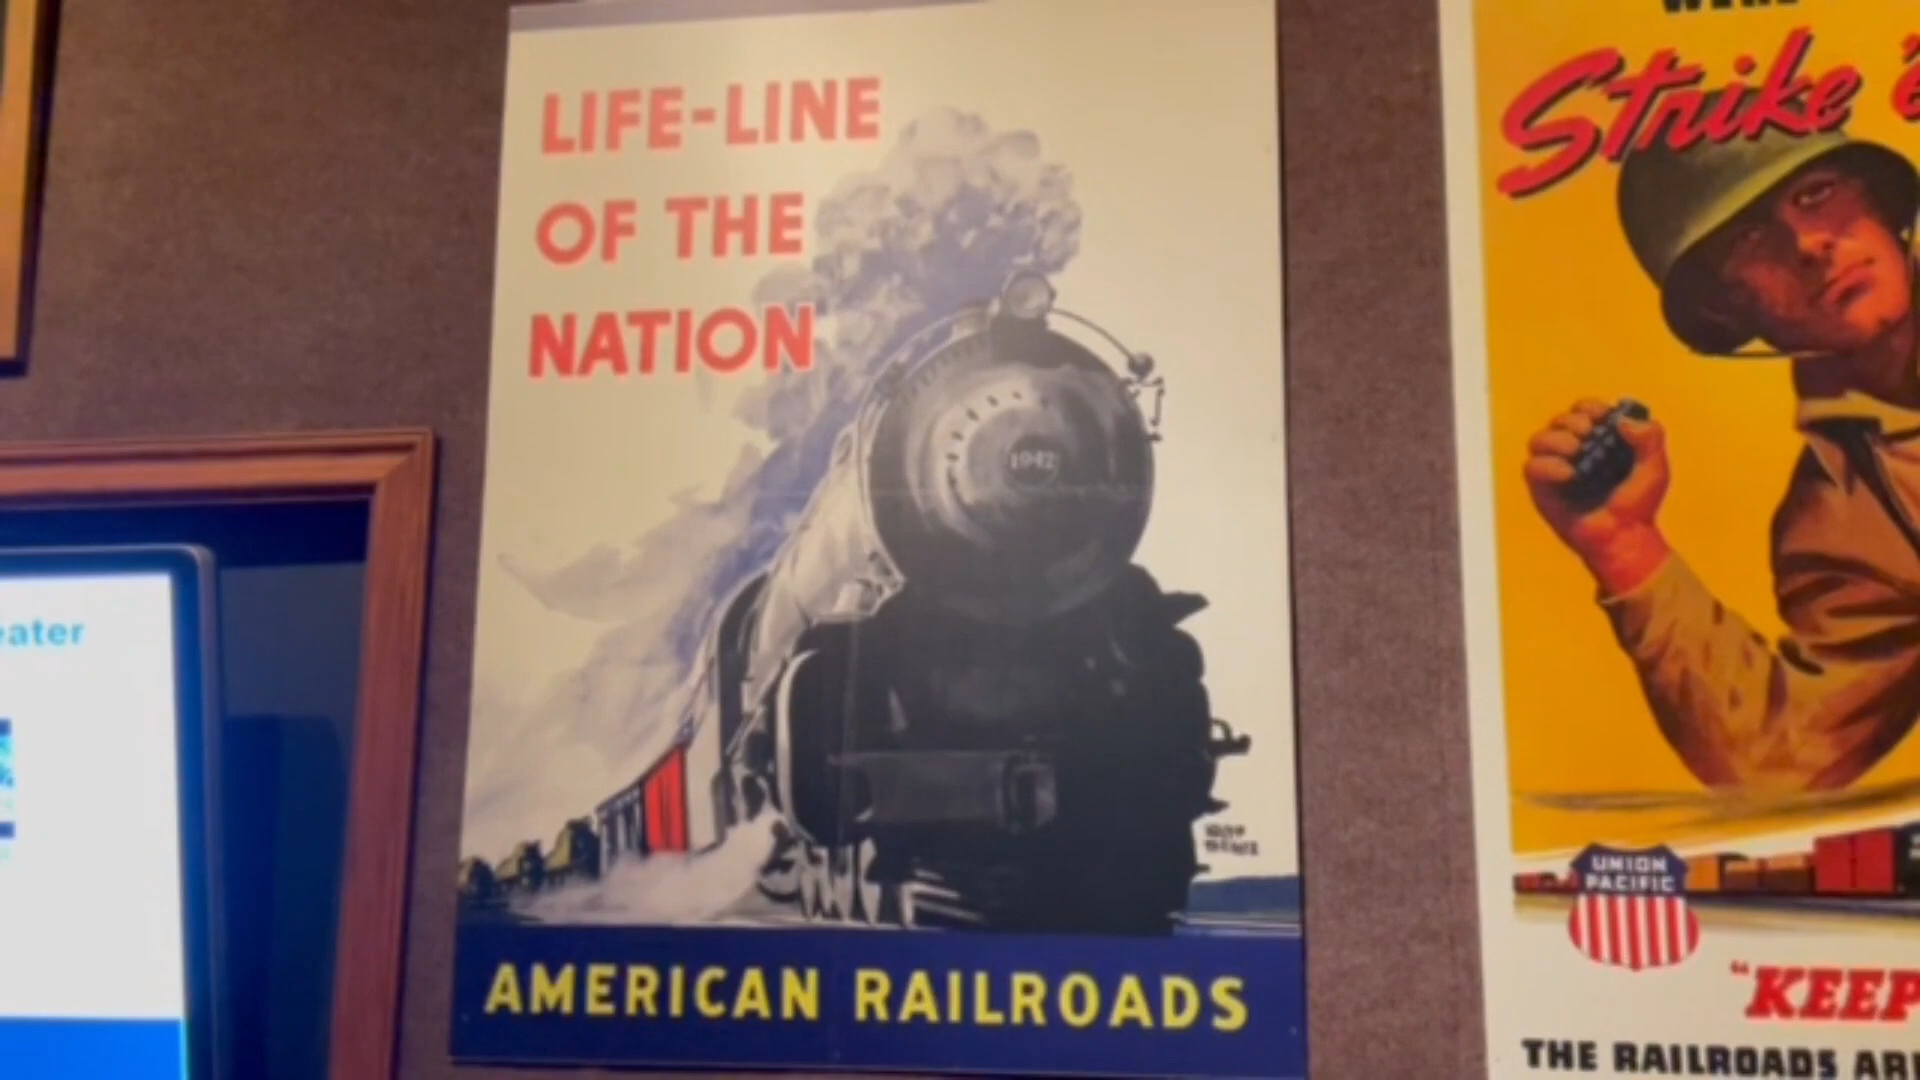 LIFE-LINE
OF THE
NATION
1942
AMERICAN RAILROADS
Strike
UNION
PACIFIC
"KEEP
THE RAILROADS AR
eater